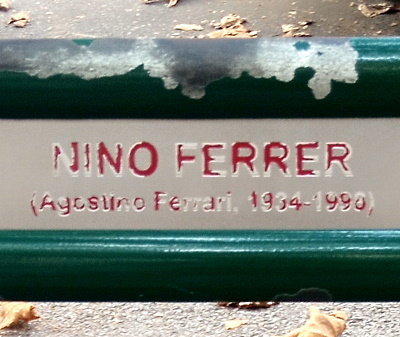 NINO FERRER
(Agostino Ferrari, 1934-1998)